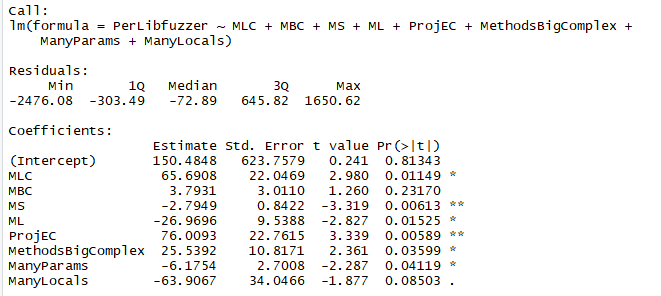 Call:
lm(formula = PerLibfuzzer ~ MLC + MBC + MS + ML + ProjEC + MethodsBigComplex +
    ManyParams + ManyLocals)
Residuals:
     Min       1Q   Median       3Q      Max
-2476.08  -303.49   -72.89   645.82  1650.62
Coefficients:
                  Estimate Std. Error t value Pr(>|t|)
(Intercept)       150.4848   623.7579   0.241  0.81343
MLC                65.6908    22.0469   2.980  0.01149 *
MBC                 3.7931     3.0110   1.260  0.23170
MS                 -2.7949     0.8422  -3.319  0.00613 **
ML                -26.9696     9.5388  -2.827  0.01525 *
ProjEC             76.0093    22.7615   3.339  0.00589 **
MethodsBigComplex  25.5392    10.8171   2.361  0.03599 *
ManyParams         -6.1754     2.7008  -2.287  0.04119 *
ManyLocals        -63.9067    34.0466  -1.877  0.08503 .